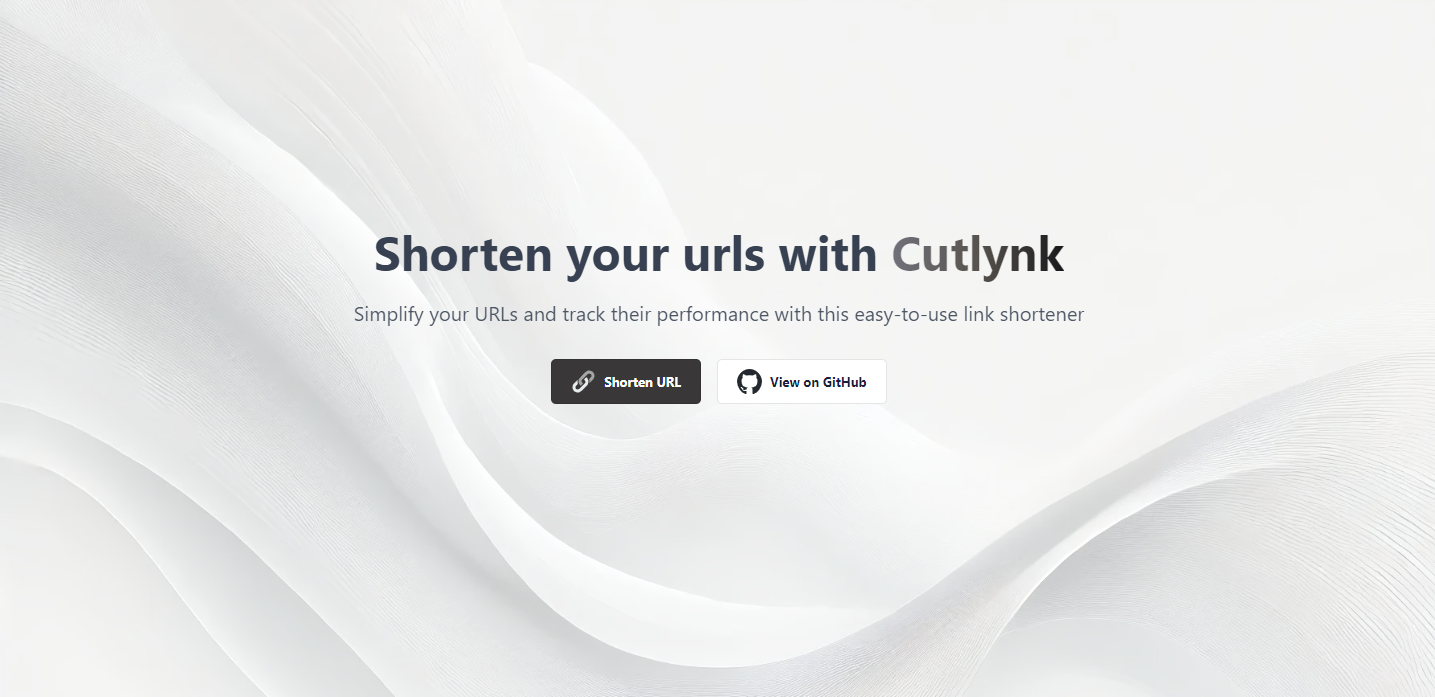 Shorten your urls with Cutlynk
Simplify your URLs and track their performance with this easy-to-use link shortener
Shorten URL
View on GitHub